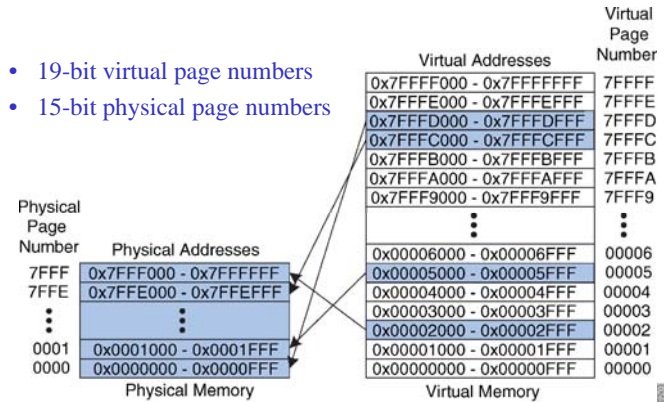 • 19-bit virtual page numbers
• 15-bit physical page numbers
Virtual Addresses
Virtual
Page
Number
0x7FFFF000 - 0x7FFFFFFF 7FFFF
0x7FFFE000 - 0x7FFFEFFF 7FFFE
0x7FFFD000 - 0x7FFFDFFF 7FFFD
0x7FFFC000 - 0x7FFFCFFF 7FFFC
0x7FFFB000 - 0x7FFFBFFF 7FFFB
0x7FFFA000 - 0x7FFFAFFF 7FFFA
0x7FFF9000 - 0x7FFF9FFF 7FFF9
0x00006000 - 0x00006FFF 00006
0x00005000 - 0x00005FFF 00005
0x00004000 - 0x00004FFF 00004
0x00003000 - 0x00003FFF 00003
0x00002000 - 0x00002FFF 00002
0x00001000 - 0x00001FFF 00001
0x00000000 - 0x00000FFF 00000
Virtual Memory
Physical
Page
Number
Physical Addresses
7FFF 0x7FFF000 - 0x7FFFFFF
7FFE 0x7FFE000 - 0x7FFEFFF
0001 0x0001000 - 0x0001FFF
0000 0x0000000 - 0x0000FFF
Physical Memory